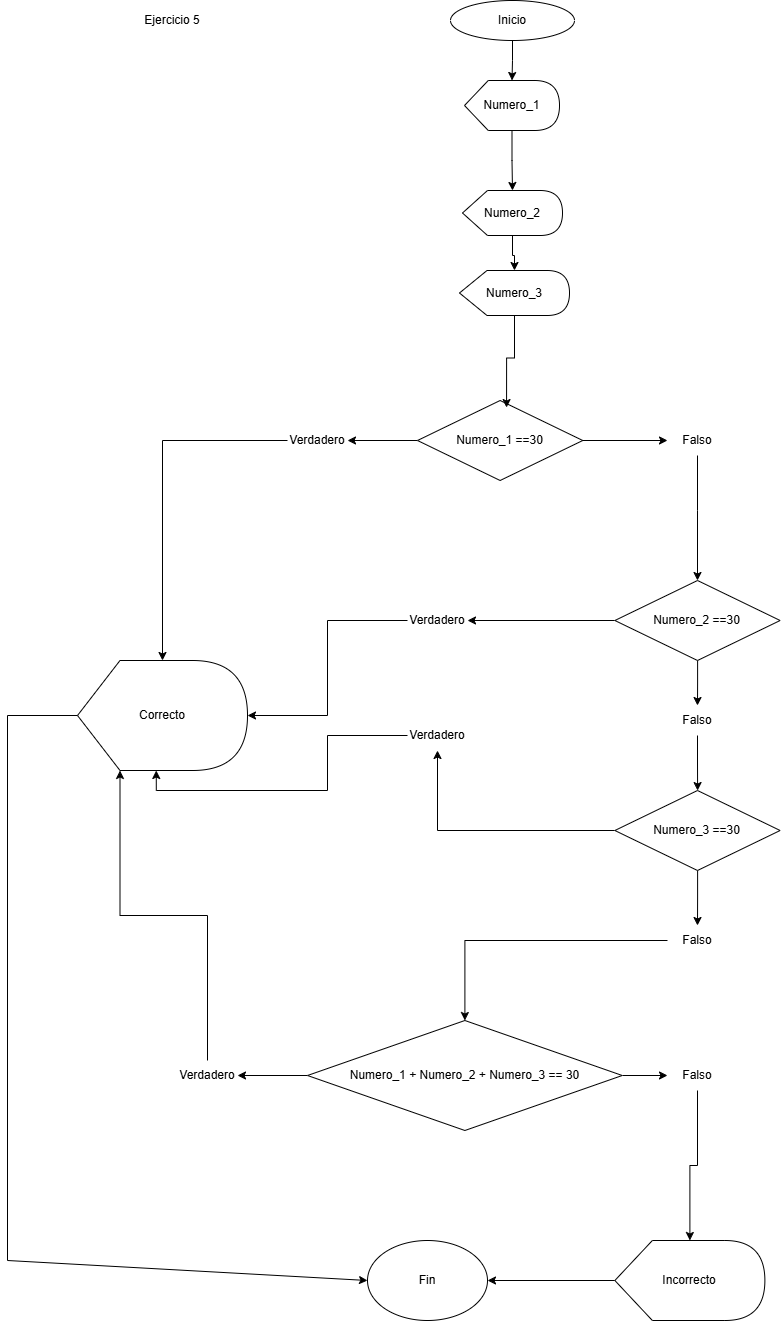 Ejercicio 5
Inicio
Numero_1
Numero_2
Numero_3
Numero_1 ==30
Verdadero
Falso
Numero_2 ==30
Verdadero
Correcto
Falso
Verdadero
Numero_3 ==30
Falso
Numero_1 + Numero_2 + Numero_3 == 30
Verdadero
Falso
Fin
Incorrecto